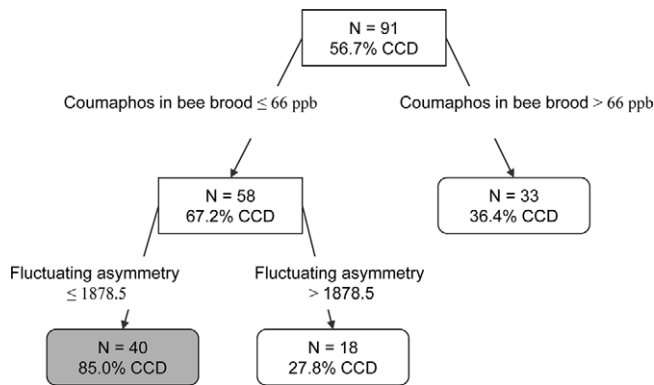 N = 91
56.7% CCD
Coumaphos in bee brood ≤ 66 ppb
Coumaphos in bee brood > 66 ppb
N = 58
67.2% CCD
N = 33
36.4% CCD
Fluctuating asymmetry
≤ 1878.5
Fluctuating asymmetry
> 1878.5
N = 40
85.0% CCD
N = 18
27.8% CCD